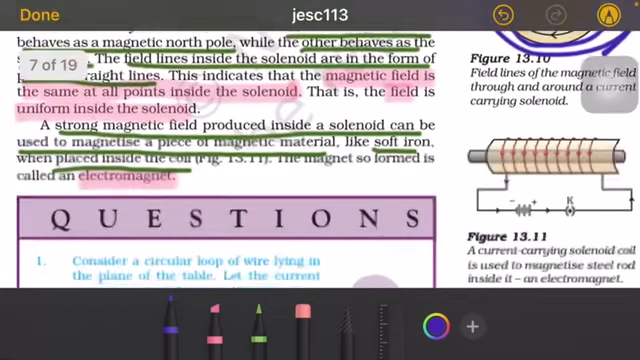 Done
jesc113
behaves as a magnetic north pole, while the other behaves as the
The field lines inside the solenoid are in the form of
7 of 19
raight lines. This indicates that the magnetic field is
the same at all points inside the solenoid. That is, the field is
uniform inside the solenoid.
A strong magnetic field produced inside a solenoid can be
used to magnetise a piece of magnetic material, like soft iron,
when placed inside the coil (Fig. 13.11). The magnet so formed is
called an electromagnet.
QUESTIONS
1. Consider a circular loop of wire lying in
the plane of the table. Let the current
Figure 13.10
Field lines of the magnetic field
through and around a current
carrying solenoid.
− + K
Figure 13.11
A current-carrying solenoid coil
is used to magnetise steel rod
inside it – an electromagnet.